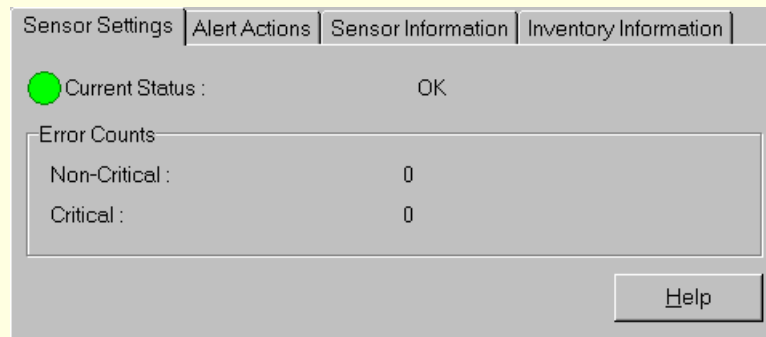 Sensor Settings Alert Actions Sensor Information Inventory Information
Current Status : OK
Error Counts
Non-Critical : 0
Critical : 0
Help